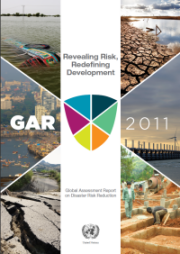 Revealing Risk,
Redefining
Development
GAR 2011
Global Assessment Report
on Disaster Risk Reduction
United Nations